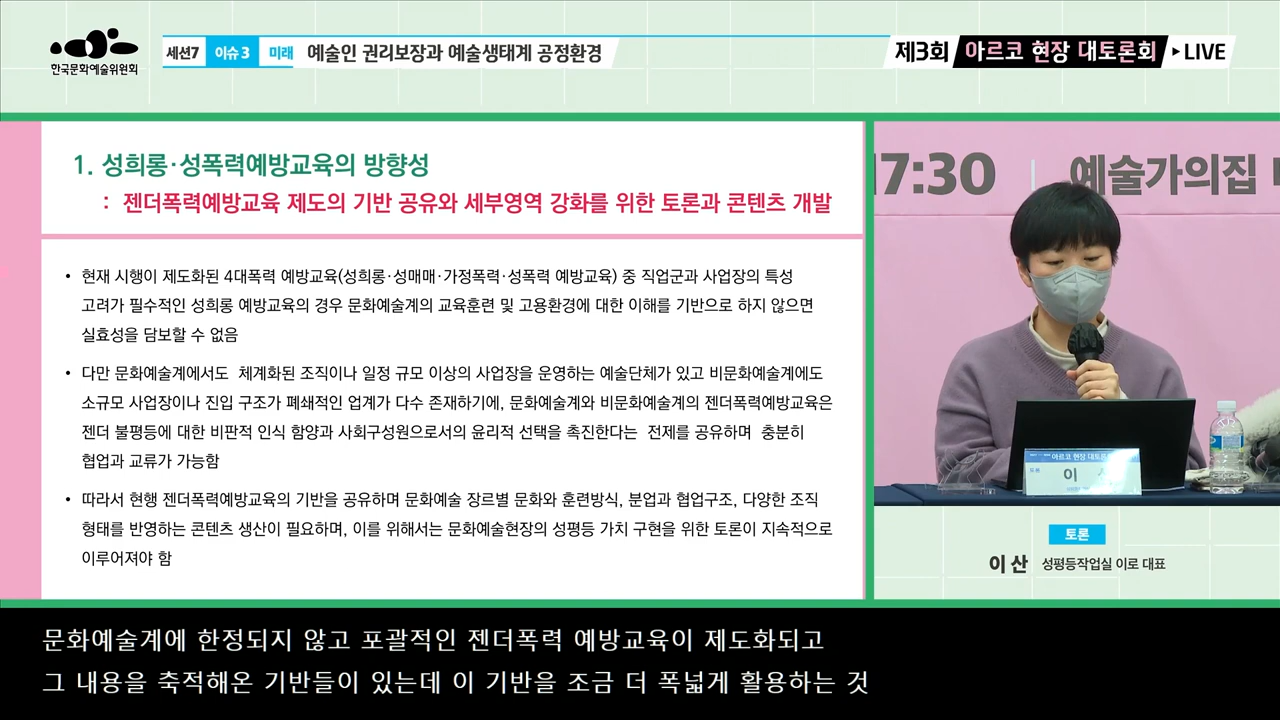 한국문화예술위원회
세션7 이슈 3 미래 예술인 권리보장과 예술생태계 공정환경
제3회 아르코 현장 대토론회 ▸LIVE
1. 성희롱·성폭력예방교육의 방향성
: 젠더폭력예방교육 제도의 기반 공유와 세부영역 강화를 위한 토론과 콘텐츠 개발
• 현재 시행이 제도화된 4대폭력 예방교육(성희롱·성매매·가정폭력·성폭력 예방교육) 중 직업군과 사업장의 특성
고려가 필수적인 성희롱 예방교육의 경우 문화예술계의 교육훈련 및 고용환경에 대한 이해를 기반으로 하지 않으면
실효성을 담보할 수 없음
• 다만 문화예술계에서도 체계화된 조직이나 일정 규모 이상의 사업장을 운영하는 예술단체가 있고 비문화예술계에도
소규모 사업장이나 진입 구조가 폐쇄적인 업계가 다수 존재하기에, 문화예술계와 비문화예술계의 젠더폭력예방교육은
젠더 불평등에 대한 비판적 인식 함양과 사회구성원으로서의 윤리적 선택을 촉진한다는 전제를 공유하며 충분히
협업과 교류가 가능함
• 따라서 현행 젠더폭력예방교육의 기반을 공유하며 문화예술 장르별 문화와 훈련방식, 분업과 협업구조, 다양한 조직
형태를 반영하는 콘텐츠 생산이 필요하며, 이를 위해서는 문화예술현장의 성평등 가치 구현을 위한 토론이 지속적으로
이루어져야 함
17:30 | 예술가의집
아르코 현장 대토론
토론
이
토론
이 산 성평등작업실 이로 대표
문화예술계에 한정되지 않고 포괄적인 젠더폭력 예방교육이 제도화되고
그 내용을 축적해온 기반들이 있는데 이 기반을 조금 더 폭넓게 활용하는 것